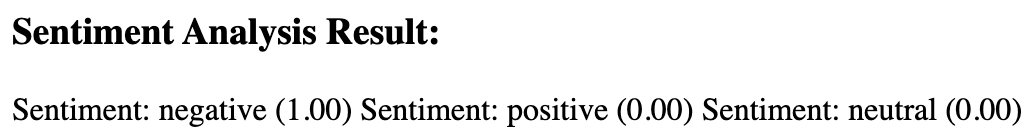 Sentiment Analysis Result:
Sentiment: negative (1.00) Sentiment: positive (0.00) Sentiment: neutral (0.00)